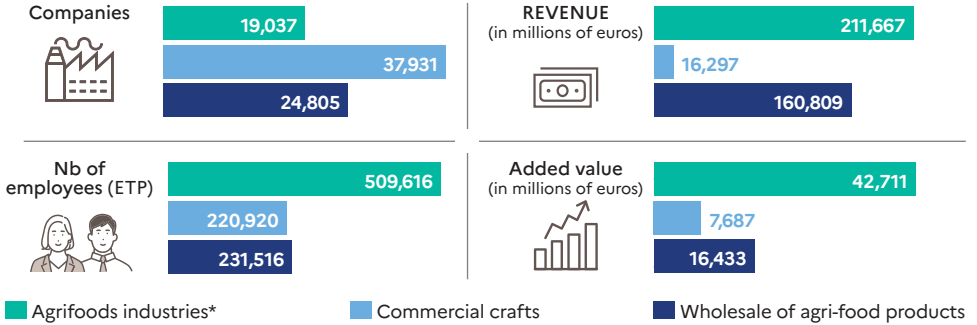 Companies
19,037
37,931
24,805
REVENUE
(in millions of euros)
211,667
16,297
160,809
Nb of
employees (ETP)
509,616
220,920
231,516
Added value
(in millions of euros)
42,711
7,687
16,433
Agrifoods industries*
Commercial crafts
Wholesale of agri-food products